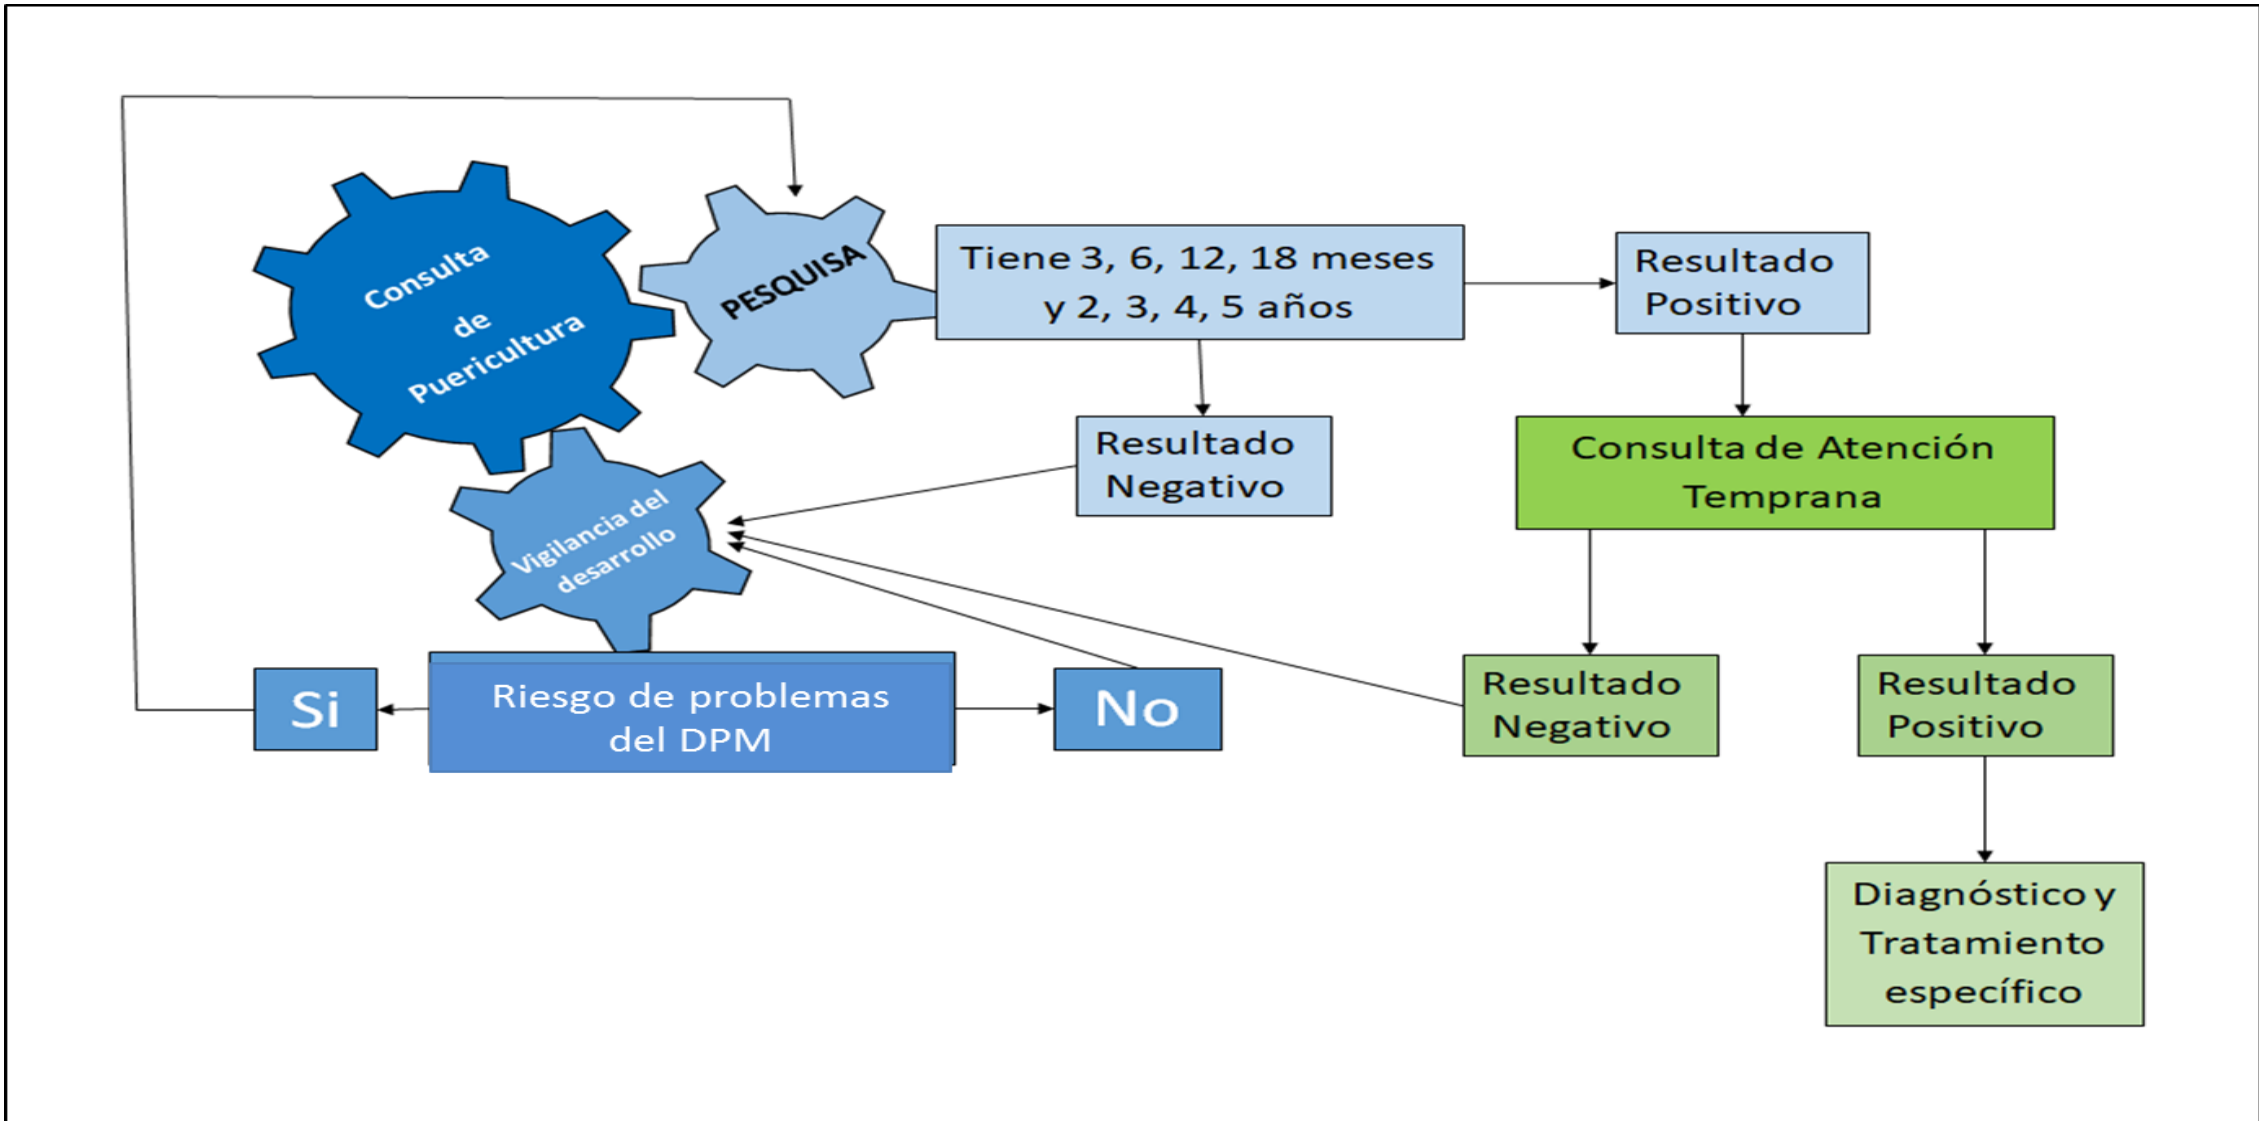 Consulta
de
Puericultura
PESQUISA
Tiene 3, 6, 12, 18 meses
y 2, 3, 4, 5 años
Resultado
Positivo
Resultado
Negativo
Consulta de Atención
Temprana
Vigilancia del
desarrollo
Si
Riesgo de problemas
del DPM
No
Resultado
Negativo
Resultado
Positivo
Diagnóstico y
Tratamiento
específico